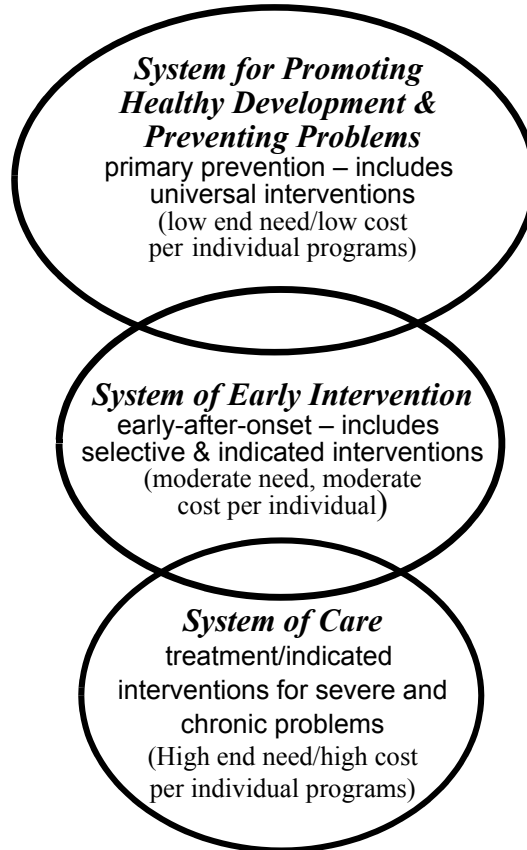 System for Promoting
Healthy Development &
Preventing Problems
primary prevention – includes
universal interventions
(low end need/low cost
per individual programs)
System of Early Intervention
early-after-onset – includes
selective & indicated interventions
(moderate need, moderate
cost per individual)
System of Care
treatment/indicated
interventions for severe and
chronic problems
(High end need/high cost
per individual programs)